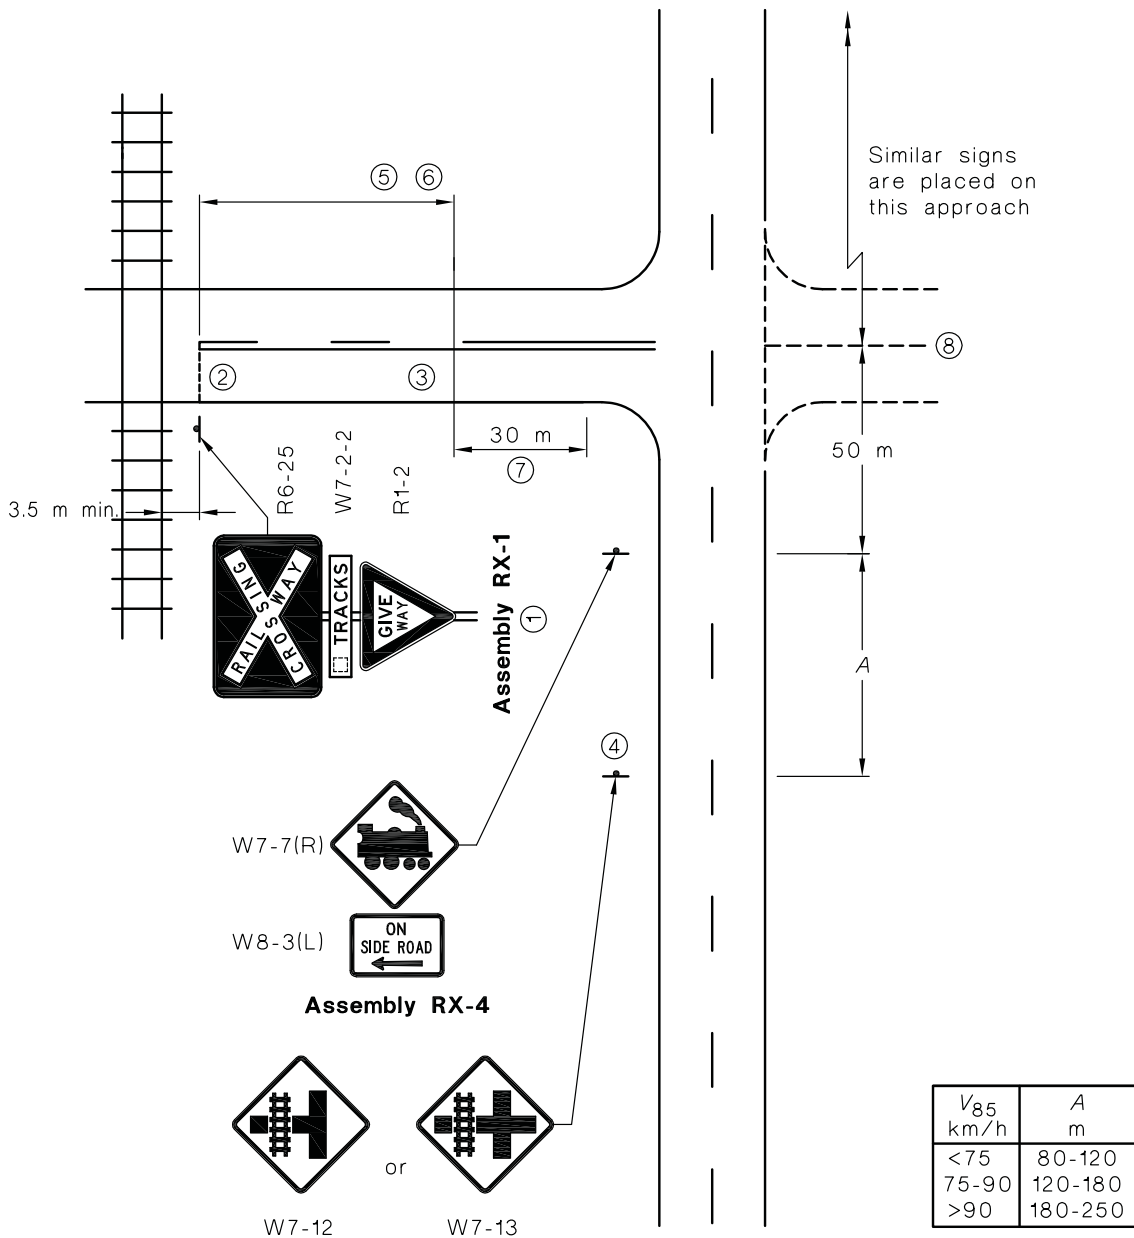 Similar signs
are placed on
this approach
5 6
8
2 3
30 m
7
50 m
3.5 m min.
R6-25
W7-2-2
R1-2
RAILWAY
CROSSING
TRACKS
GIVE
WAY
Assembly RX-1
1
A
4
W7-7(R)
W8-3(L)
ON
SIDE ROAD
Assembly RX-4
or
W7-12
W7-13
V85 A
km/h m
<75 80-120
75-90 120-180
>90 180-250